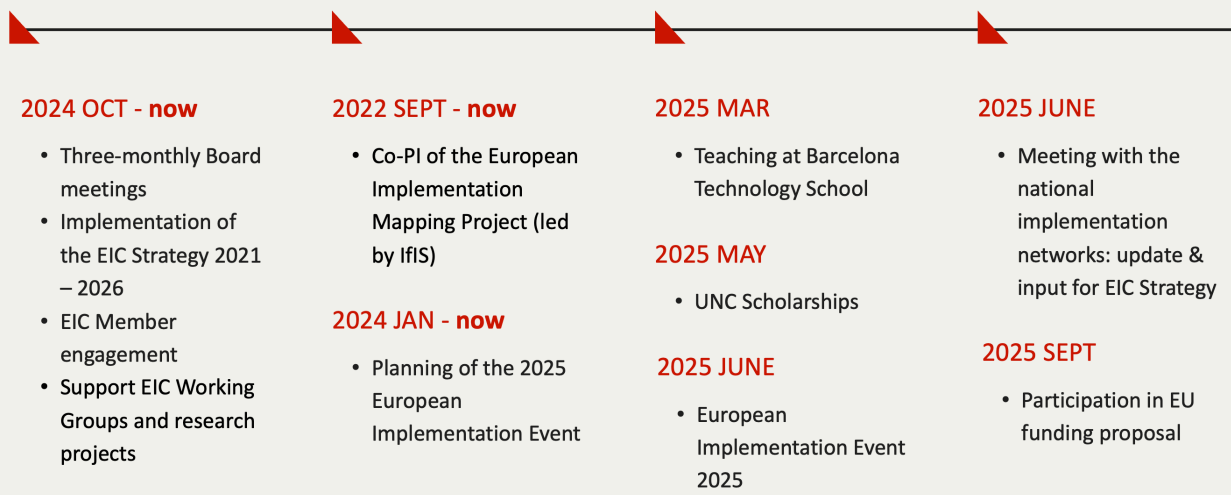 2024 OCT - now
• Three-monthly Board
meetings
• Implementation of
the EIC Strategy 2021
– 2026
• EIC Member
engagement
• Support EIC Working
Groups and research
projects
2022 SEPT - now
• Co-PI of the European
Implementation
Mapping Project (led
by IfIS)
2024 JAN - now
• Planning of the 2025
European
Implementation Event
2025 MAR
• Teaching at Barcelona
Technology School
2025 MAY
• UNC Scholarships
2025 JUNE
• European
Implementation Event
2025
2025 JUNE
• Meeting with the
national
implementation
networks: update &
input for EIC Strategy
2025 SEPT
• Participation in EU
funding proposal